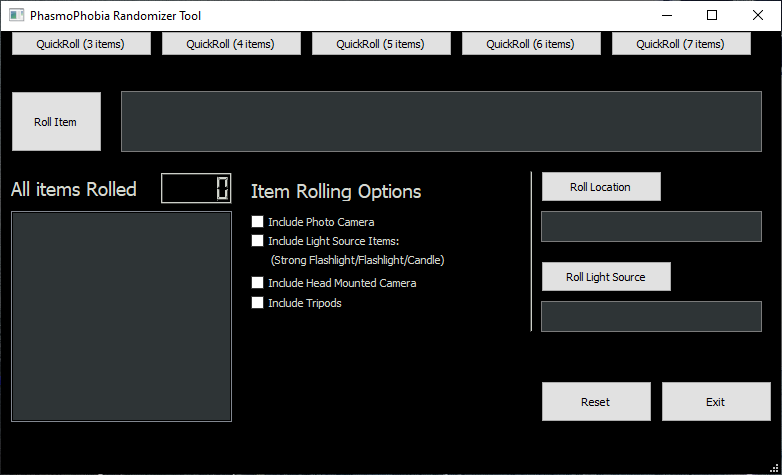 PhasmoPhobia Randomizer Tool
QuickRoll (3 items)
QuickRoll (4 items)
QuickRoll (5 items)
QuickRoll (6 items)
QuickRoll (7 items)
Roll Item
All items Rolled
0
Item Rolling Options
Include Photo Camera
Include Light Source Items:
(Strong Flashlight/Flashlight/Candle)
Include Head Mounted Camera
Include Tripods
Roll Location
Roll Light Source
Reset
Exit